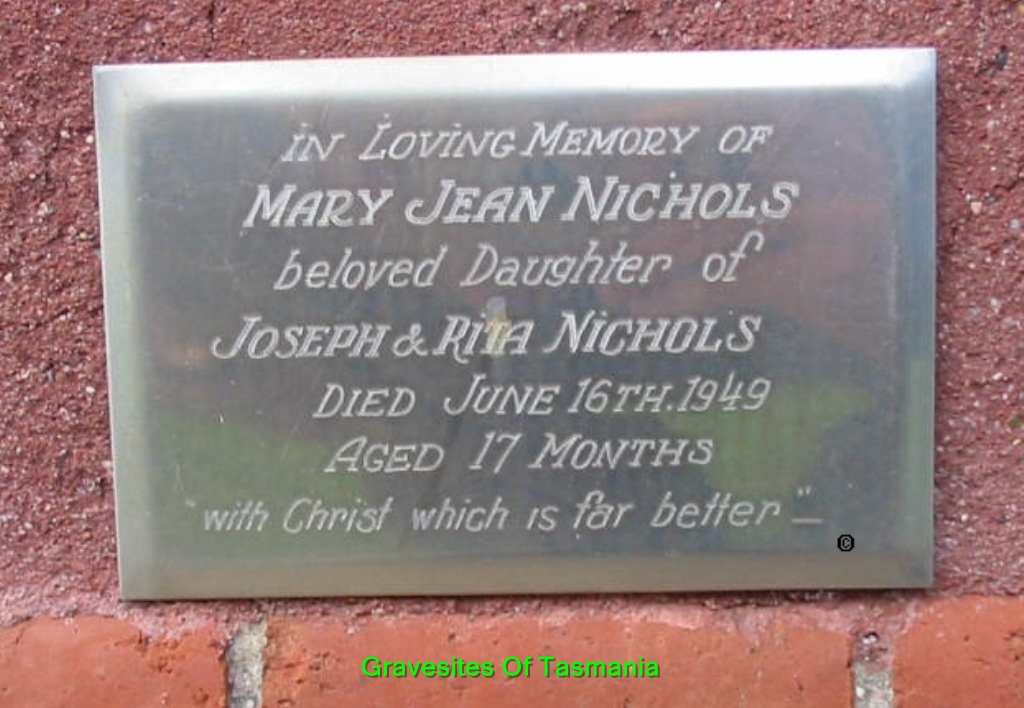 IN LOVING MEMORY OF
MARY JEAN NICHOLS
beloved Daughter of
JOSEPH & RITA NICHOLS
DIED JUNE 16TH. 1949
AGED 17 MONTHS
"with Christ which is far better —"
©
Gravesites Of Tasmania